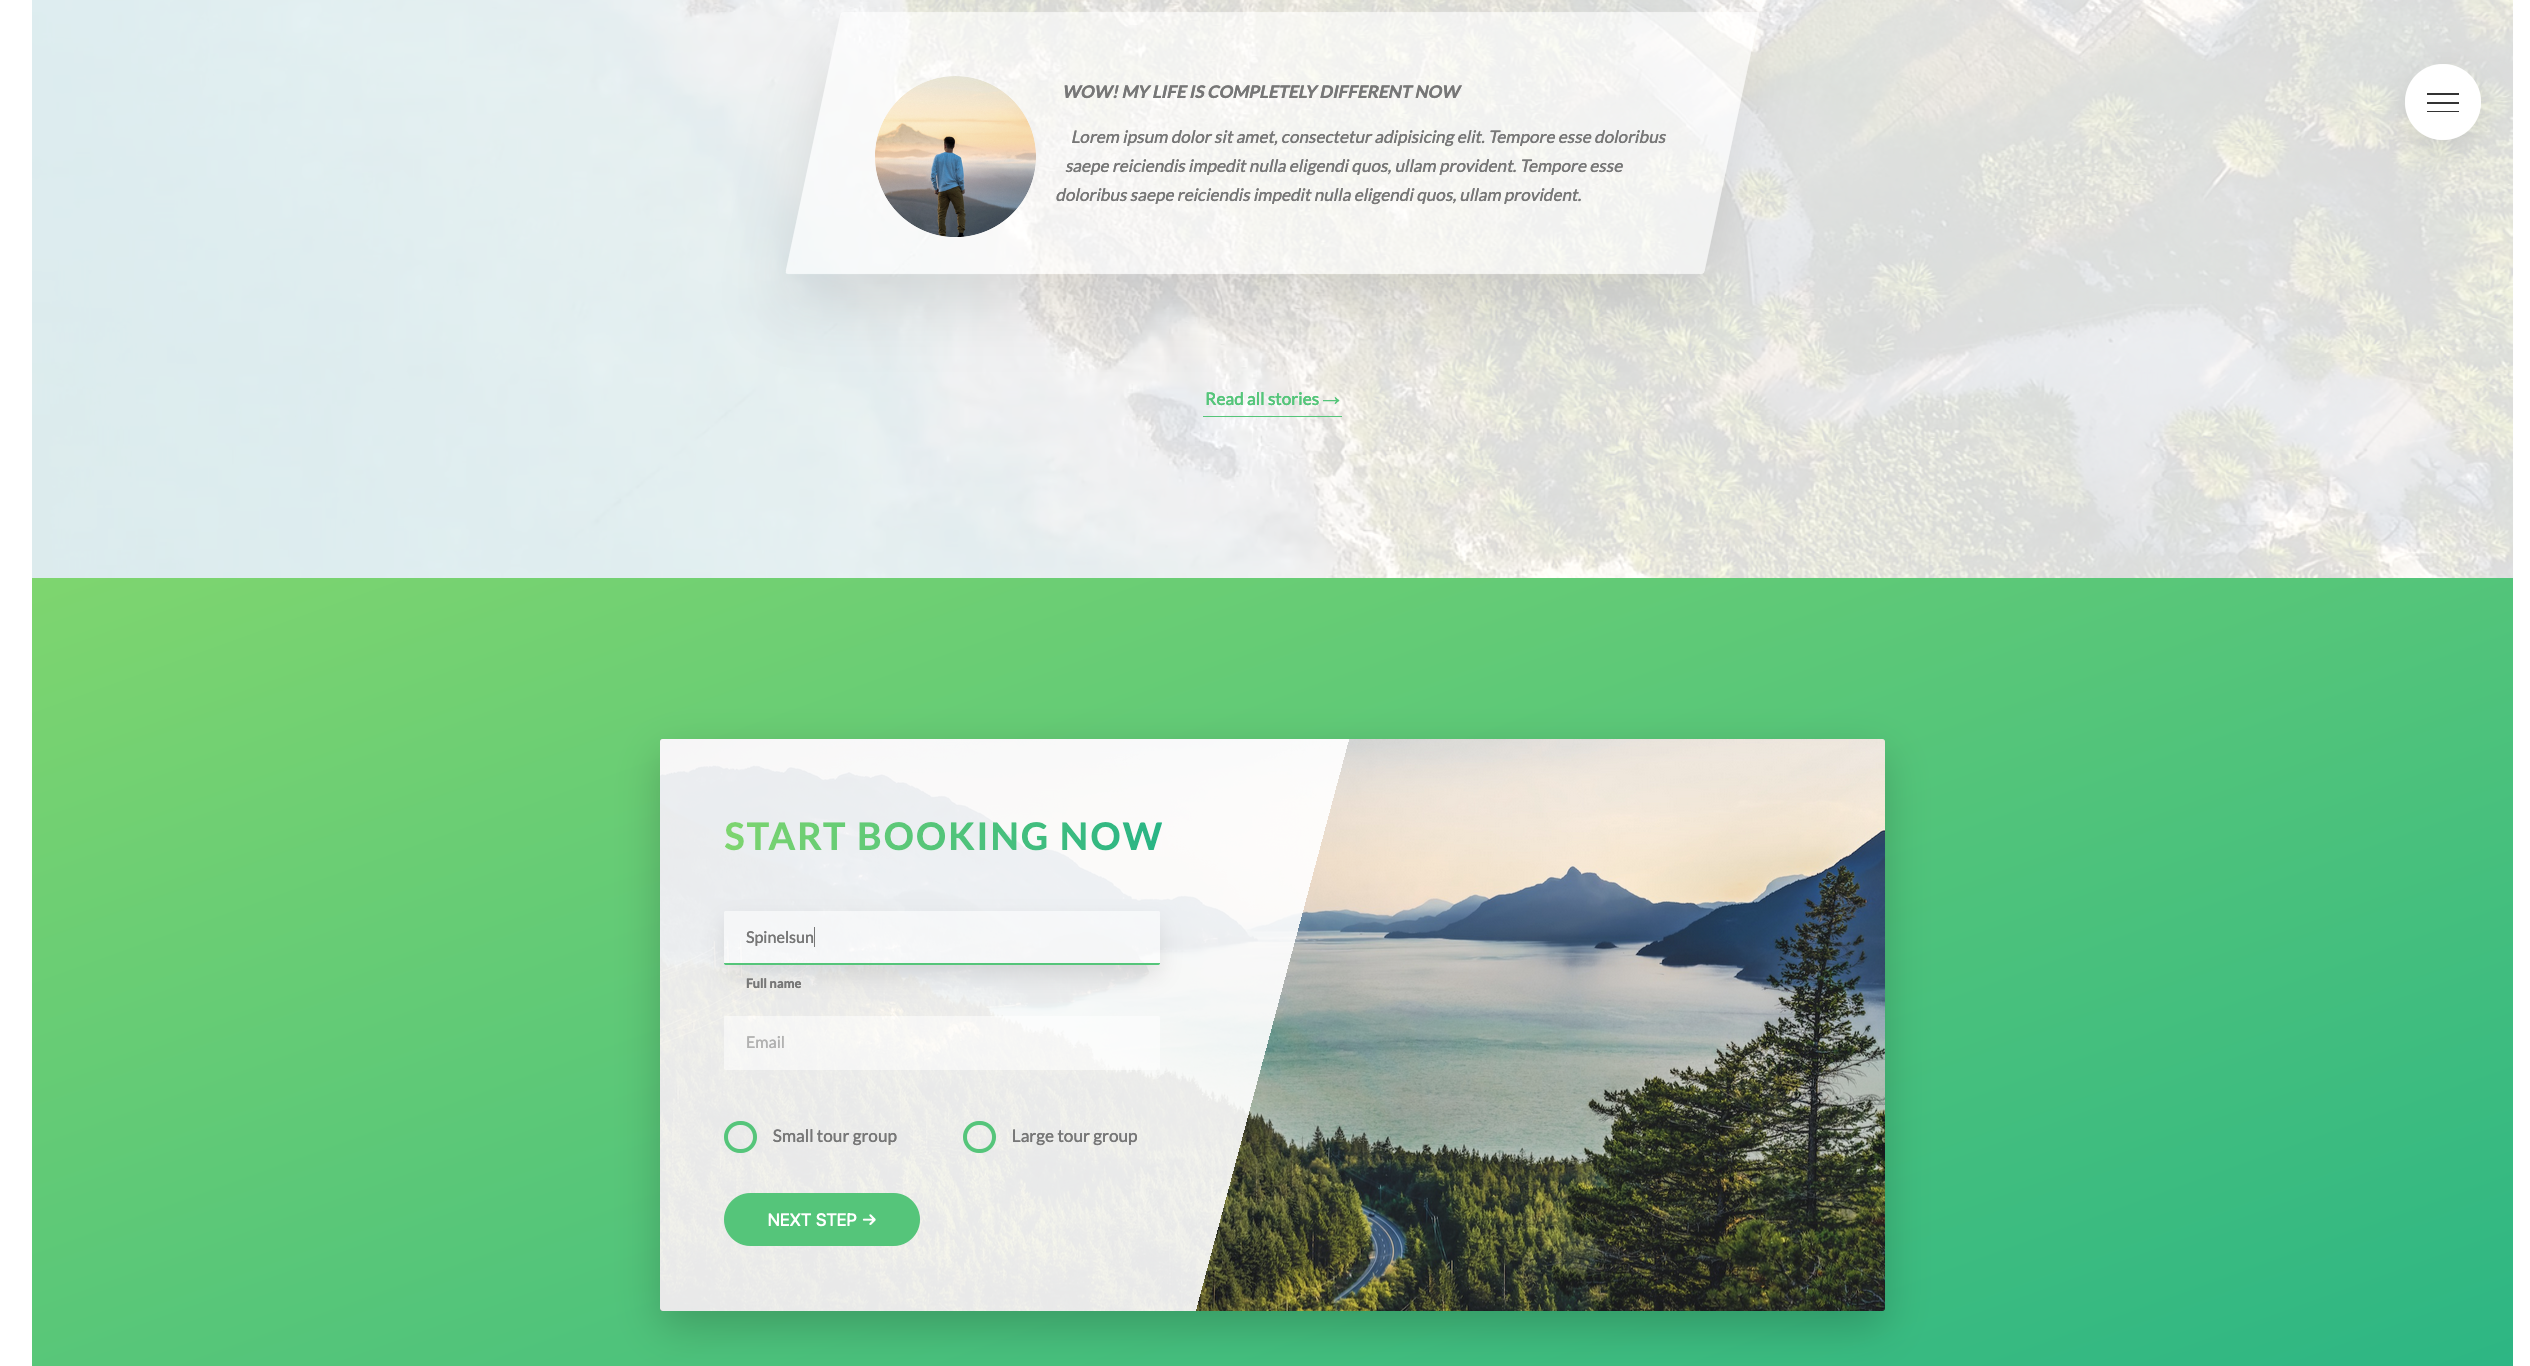 WOW! MY LIFE IS COMPLETELY DIFFERENT NOW
Lorem ipsum dolor sit amet, consectetur adipisicing elit. Tempore esse doloribus
saepe reiciendis impedit nulla eligendi quos, ullam provident. Tempore esse
doloribus saepe reiciendis impedit nulla eligendi quos, ullam provident.
Read all stories →
START BOOKING NOW
Spinelsun
Full name
Email
Small tour group
Large tour group
NEXT STEP →